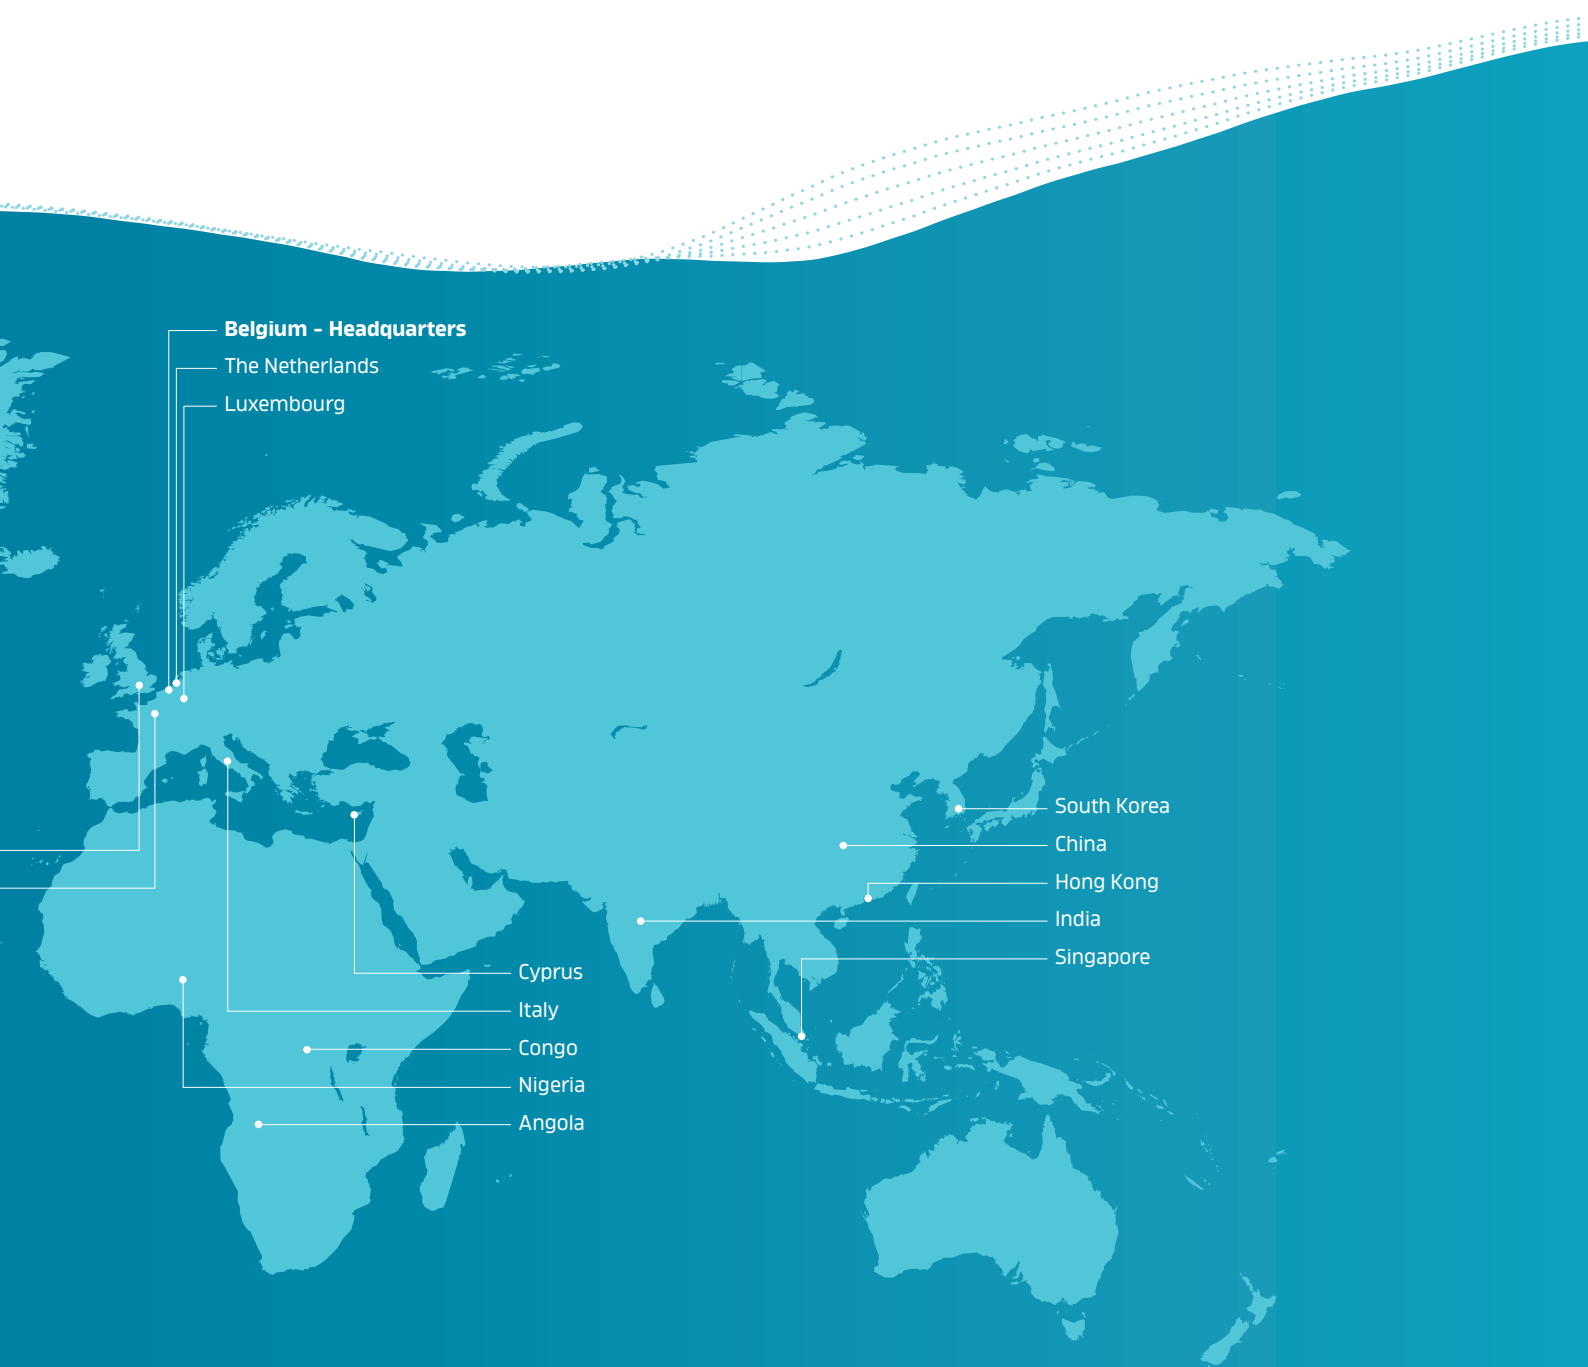 Belgium – Headquarters
The Netherlands
Luxembourg
South Korea
China
Hong Kong
India
Singapore
Cyprus
Italy
Congo
Nigeria
Angola